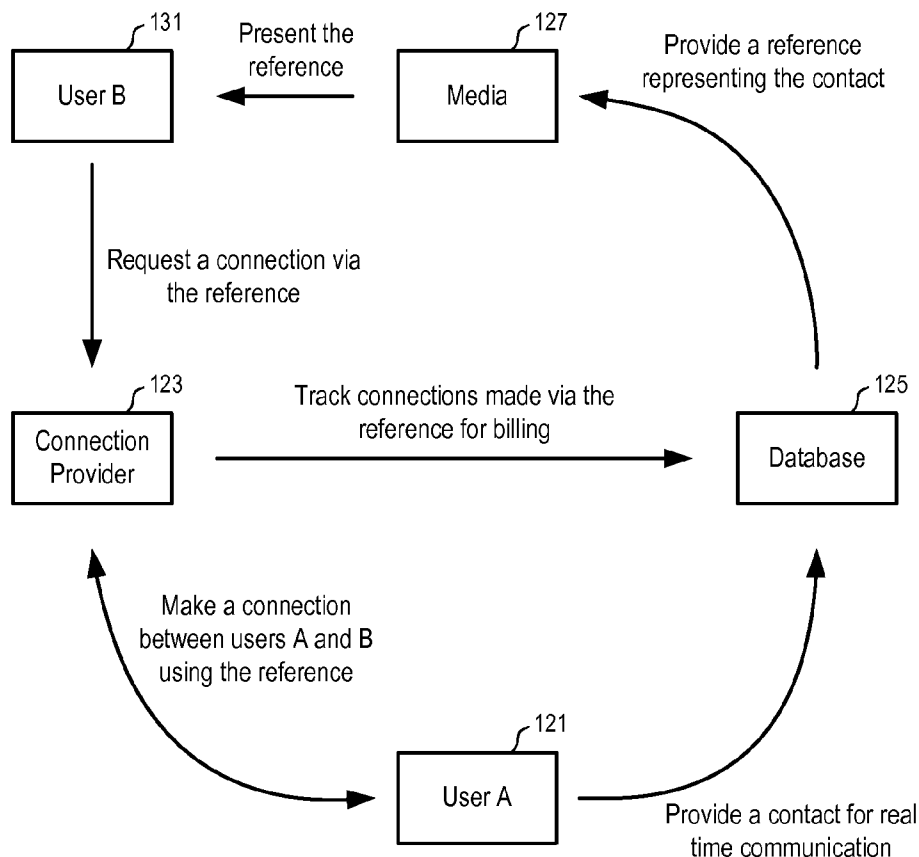 131
User B
Present the
reference
127
Media
Provide a reference
representing the contact
Request a connection via
the reference
123
Connection
Provider
Track connections made via the
reference for billing
125
Database
Make a connection
between users A and B
using the reference
121
User A
Provide a contact for real
time communication